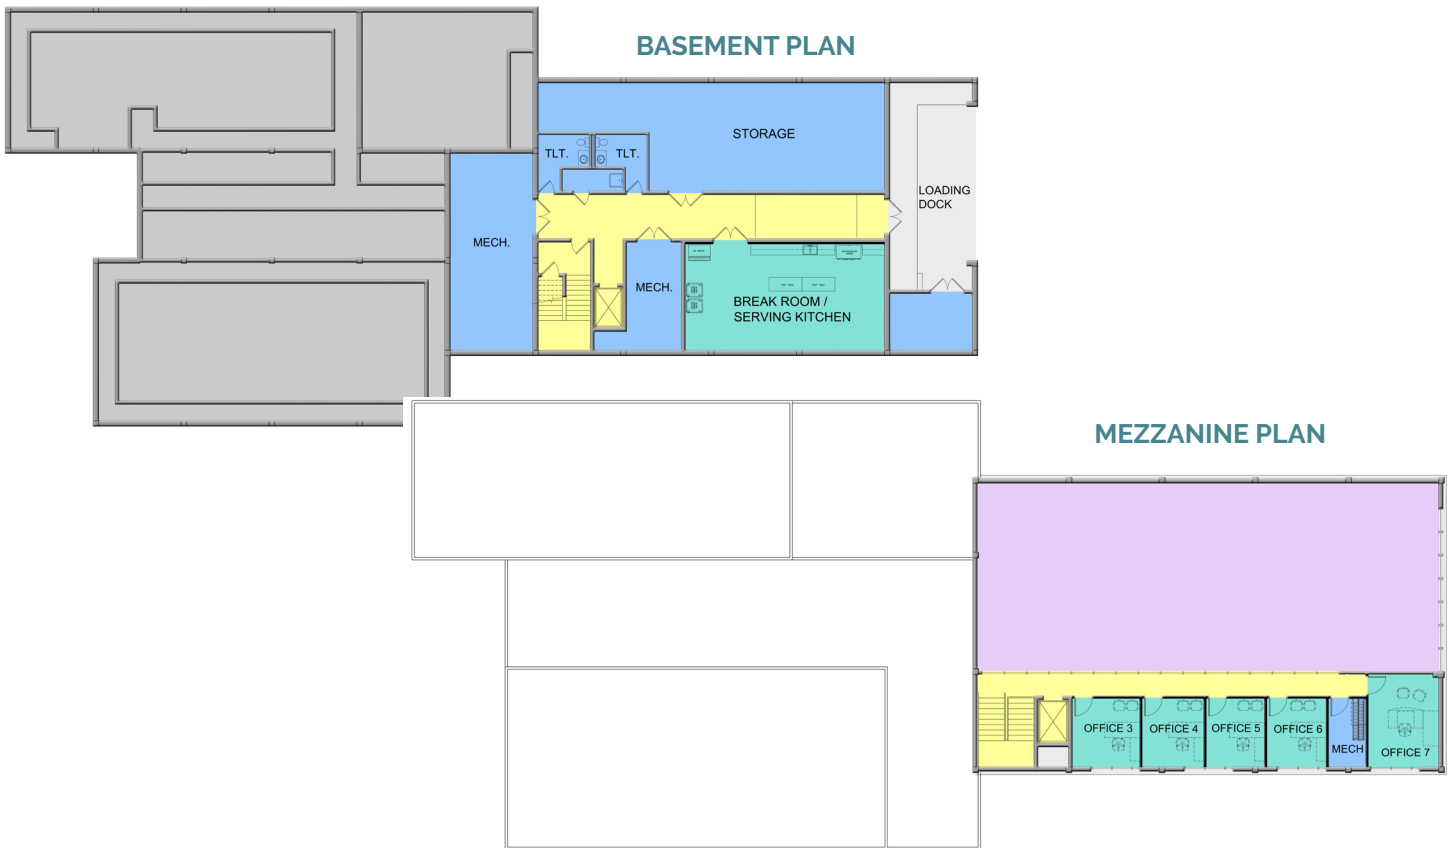 BASEMENT PLAN
STORAGE
TLT.
TLT.
LOADING
DOCK
MECH.
MECH.
BREAK ROOM /
SERVING KITCHEN
MEZZANINE PLAN
OFFICE 3
OFFICE 4
OFFICE 5
OFFICE 6
MECH
OFFICE 7